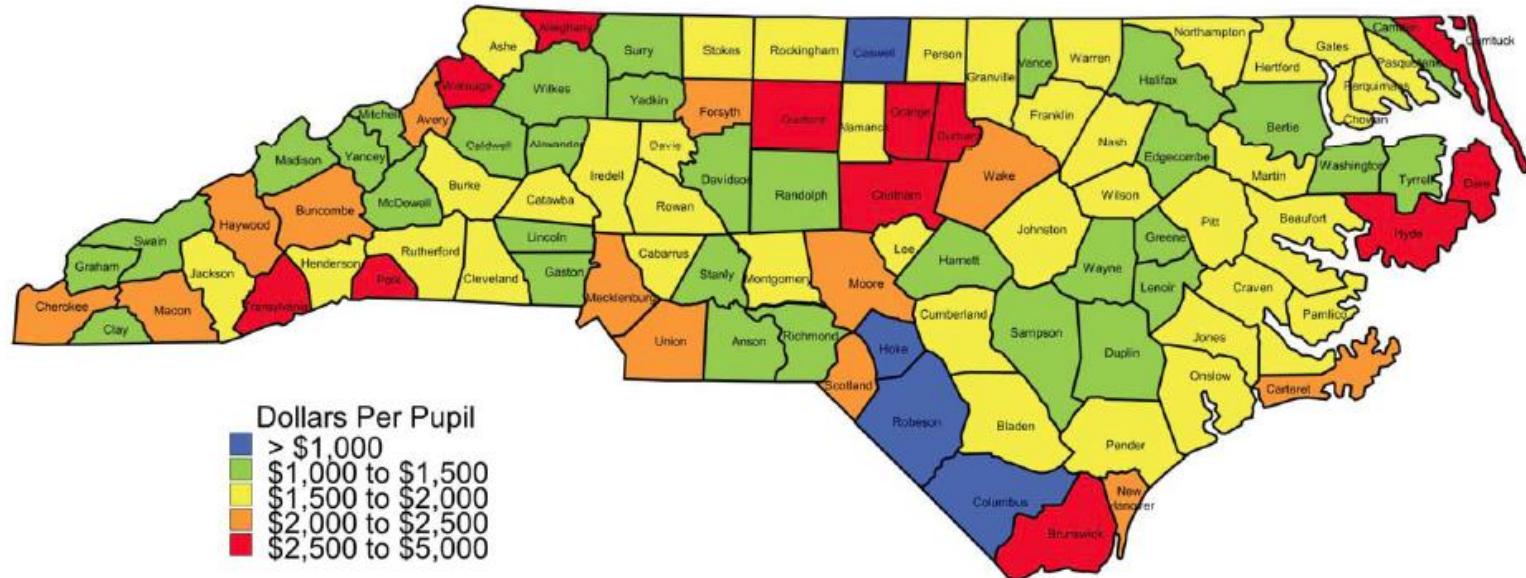 Alleghany
Ashe
Surry
Stokes
Rockingham
Caswell
Person
Granville
Vance
Warren
Northampton
Gates
Camden
Currituck
Hertford
Pasquotank
Perquimans
Chowan
Halifax
Watauga
Wilkes
Yadkin
Forsyth
Guilford
Alamance
Orange
Durham
Franklin
Nash
Edgecombe
Bertie
Mitchell
Avery
Caldwell
Alexander
Davie
Iredell
Davidson
Randolph
Chatham
Wake
Wilson
Martin
Washington
Tyrrell
Dare
Madison
Yancey
McDowell
Burke
Catawba
Rowan
Johnston
Pitt
Beaufort
Hyde
Haywood
Buncombe
Swain
Graham
Jackson
Henderson
Rutherford
Cleveland
Lincoln
Gaston
Cabarrus
Stanly
Montgomery
Lee
Harnett
Wayne
Greene
Lenoir
Craven
Pamlico
Cherokee
Macon
Clay
Transylvania
Polk
Mecklenburg
Union
Anson
Richmond
Moore
Hoke
Cumberland
Sampson
Duplin
Jones
Onslow
Carteret
Scotland
Robeson
Bladen
Pender
Columbus
New
Hanover
Brunswick
Dollars Per Pupil
> $1,000
$1,000 to $1,500
$1,500 to $2,000
$2,000 to $2,500
$2,500 to $5,000